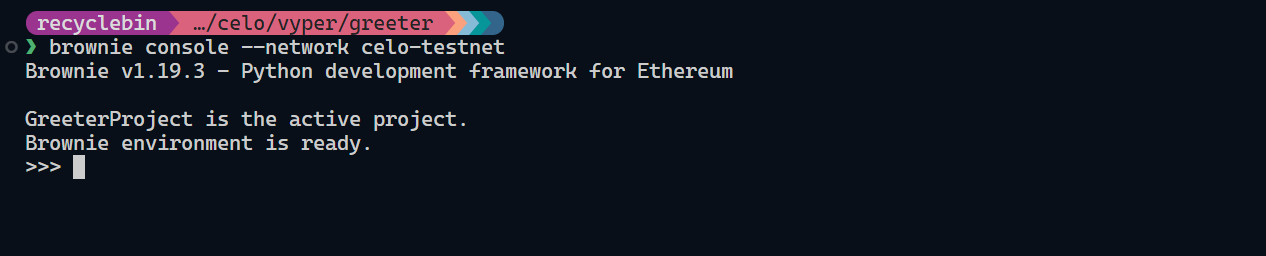 recyclebin …/celo/vyper/greeter
❯ brownie console --network celo-testnet
Brownie v1.19.3 - Python development framework for Ethereum
GreeterProject is the active project.
Brownie environment is ready.
>>>